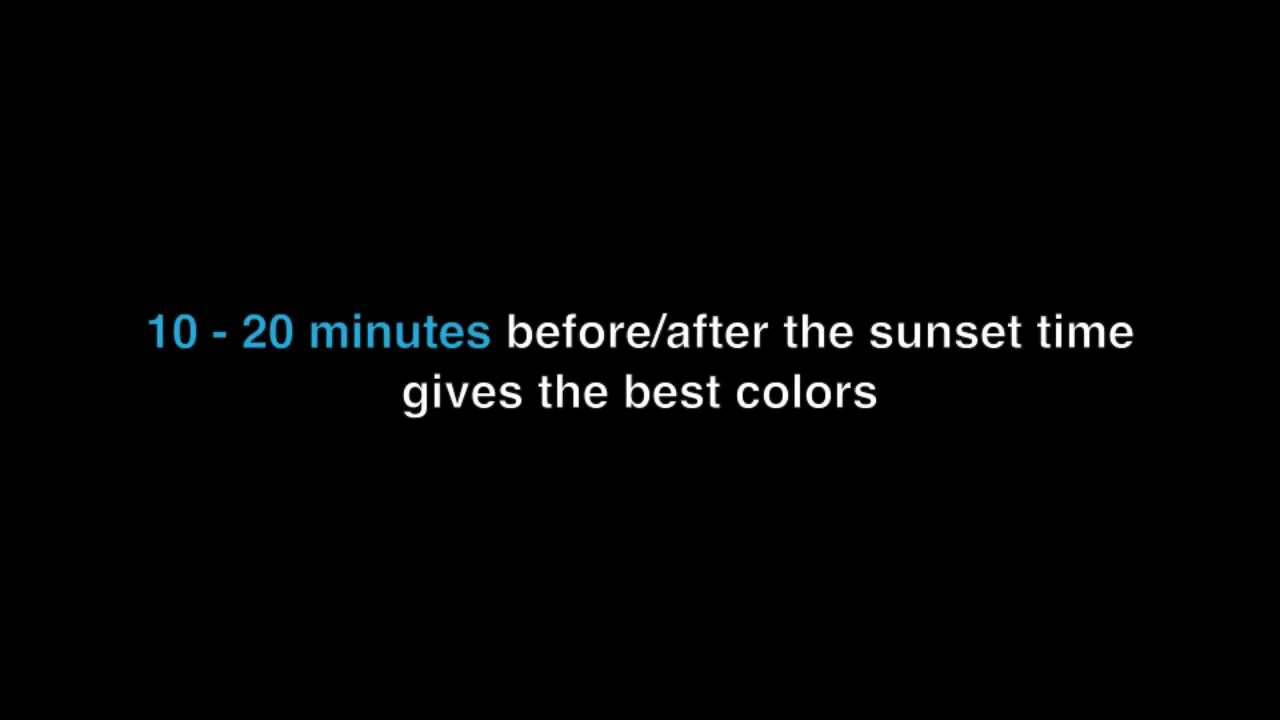 10 - 20 minutes before/after the sunset time
gives the best colors